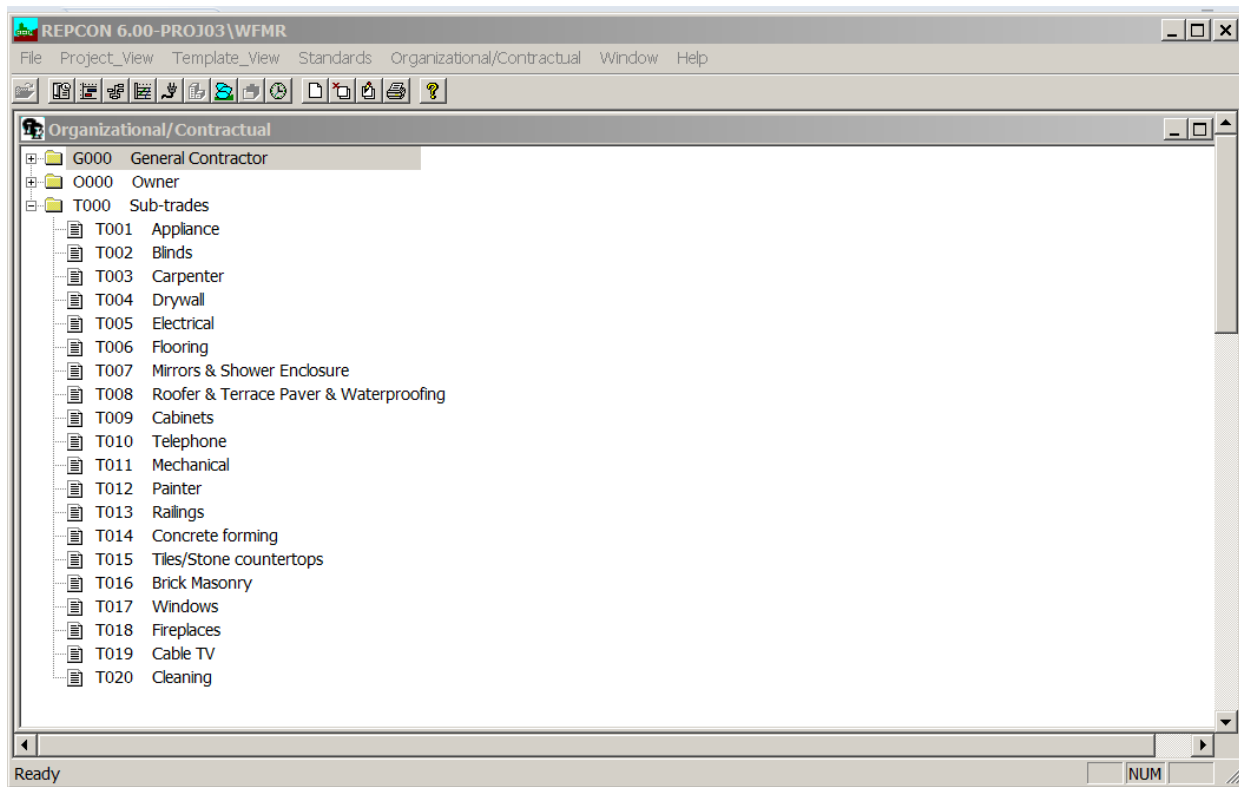 REPCON 6.00-PROJ03\WFMR
File Project_View Template_View Standards Organizational/Contractual Window Help
Organizational/Contractual
G000 General Contractor
O000 Owner
T000 Sub-trades
T001 Appliance
T002 Blinds
T003 Carpenter
T004 Drywall
T005 Electrical
T006 Flooring
T007 Mirrors & Shower Enclosure
T008 Roofer & Terrace Paver & Waterproofing
T009 Cabinets
T010 Telephone
T011 Mechanical
T012 Painter
T013 Railings
T014 Concrete forming
T015 Tiles/Stone countertops
T016 Brick Masonry
T017 Windows
T018 Fireplaces
T019 Cable TV
T020 Cleaning
Ready NUM